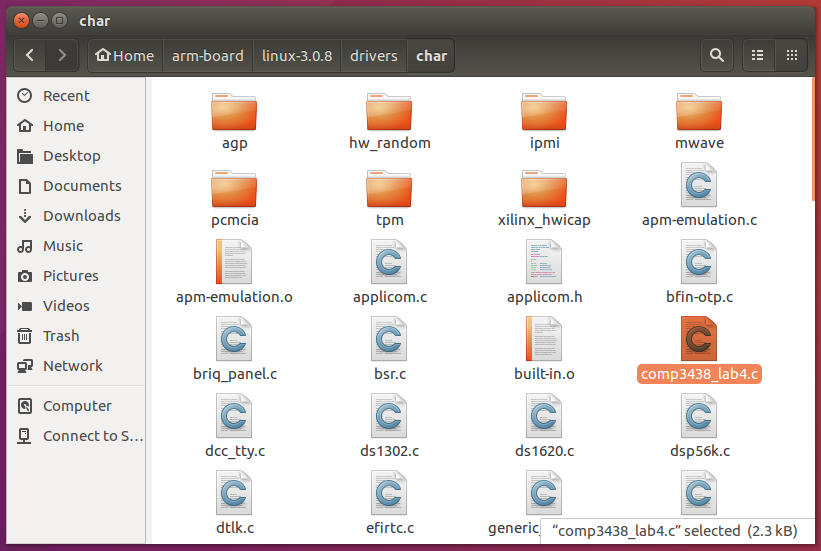 char
Home
arm-board
linux-3.0.8
drivers
char
Recent
Home
Desktop
Documents
Downloads
Music
Pictures
Videos
Trash
Network
Computer
Connect to S...
agp
hw_random
ipmi
mwave
pcmcia
tpm
xilinx_hwicap
apm-emulation.c
apm-emulation.o
applicom.c
applicom.h
bfin-otp.c
briq_panel.c
bsr.c
built-in.o
comp3438_lab4.c
dcc_tty.c
ds1302.c
ds1620.c
dsp56k.c
dtlk.c
efirtc.c
generic_
“comp3438_lab4.c” selected (2.3 kB)